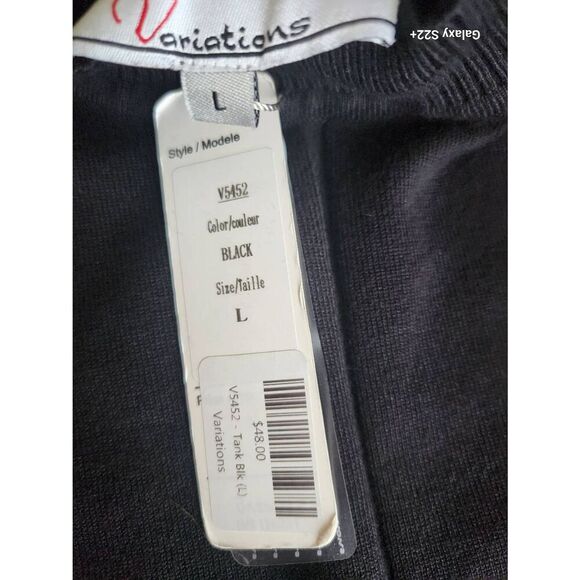 Variations
Galaxy S22+
L
Style / Modele
V5452
Color/couleur
BLACK
Size/Taille
L
$48.00
V5452 - Tank Blk (L)
Variations